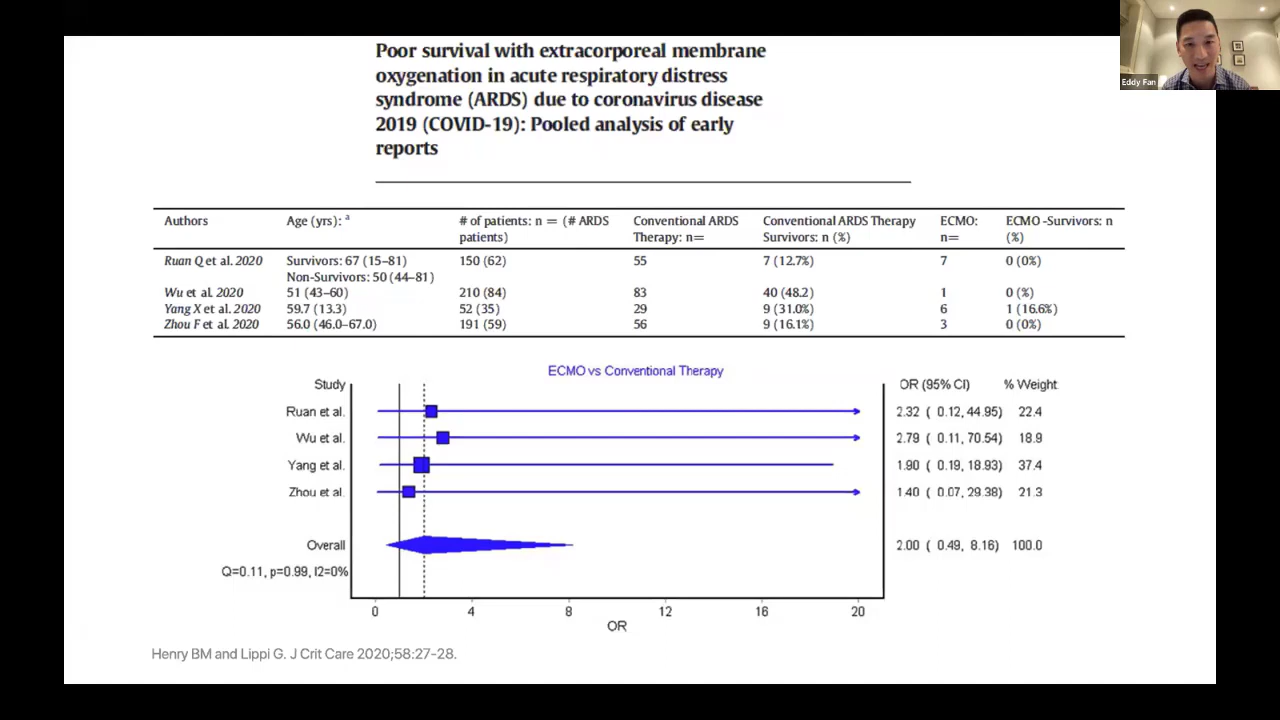 Eddy Fan
Poor survival with extracorporeal membrane
oxygenation in acute respiratory distress
syndrome (ARDS) due to coronavirus disease
2019 (COVID-19): Pooled analysis of early
reports
Authors Age (yrs): a # of patients: n = (# ARDS patients) Conventional ARDS Therapy: n= Conventional ARDS Therapy Survivors: n (%) ECMO: n= ECMO -Survivors: n (%)
Ruan Q et al. 2020 Survivors: 67 (15–81) 150 (62) 55 7 (12.7%) 7 0 (0%)
Non-Survivors: 50 (44–81)
Wu et al. 2020 51 (43–60) 210 (84) 83 40 (48.2) 1 0 (%)
Yang X et al. 2020 59.7 (13.3) 52 (35) 29 9 (31.0%) 6 1 (16.6%)
Zhou F et al. 2020 56.0 (46.0–67.0) 191 (59) 56 9 (16.1%) 3 0 (0%)
ECMO vs Conventional Therapy
Study OR (95% CI) % Weight
Ruan et al. 2.32 ( 0.12, 44.95) 22.4
Wu et al. 2.79 ( 0.11, 70.54) 18.9
Yang et al. 1.90 ( 0.19, 18.93) 37.4
Zhou et al. 1.40 ( 0.07, 29.38) 21.3
Overall 2.00 ( 0.49, 8.16) 100.0
Q=0.11, p=0.99, I2=0%
0 4 8 12 16 20
OR
Henry BM and Lippi G. J Crit Care 2020;58:27-28.